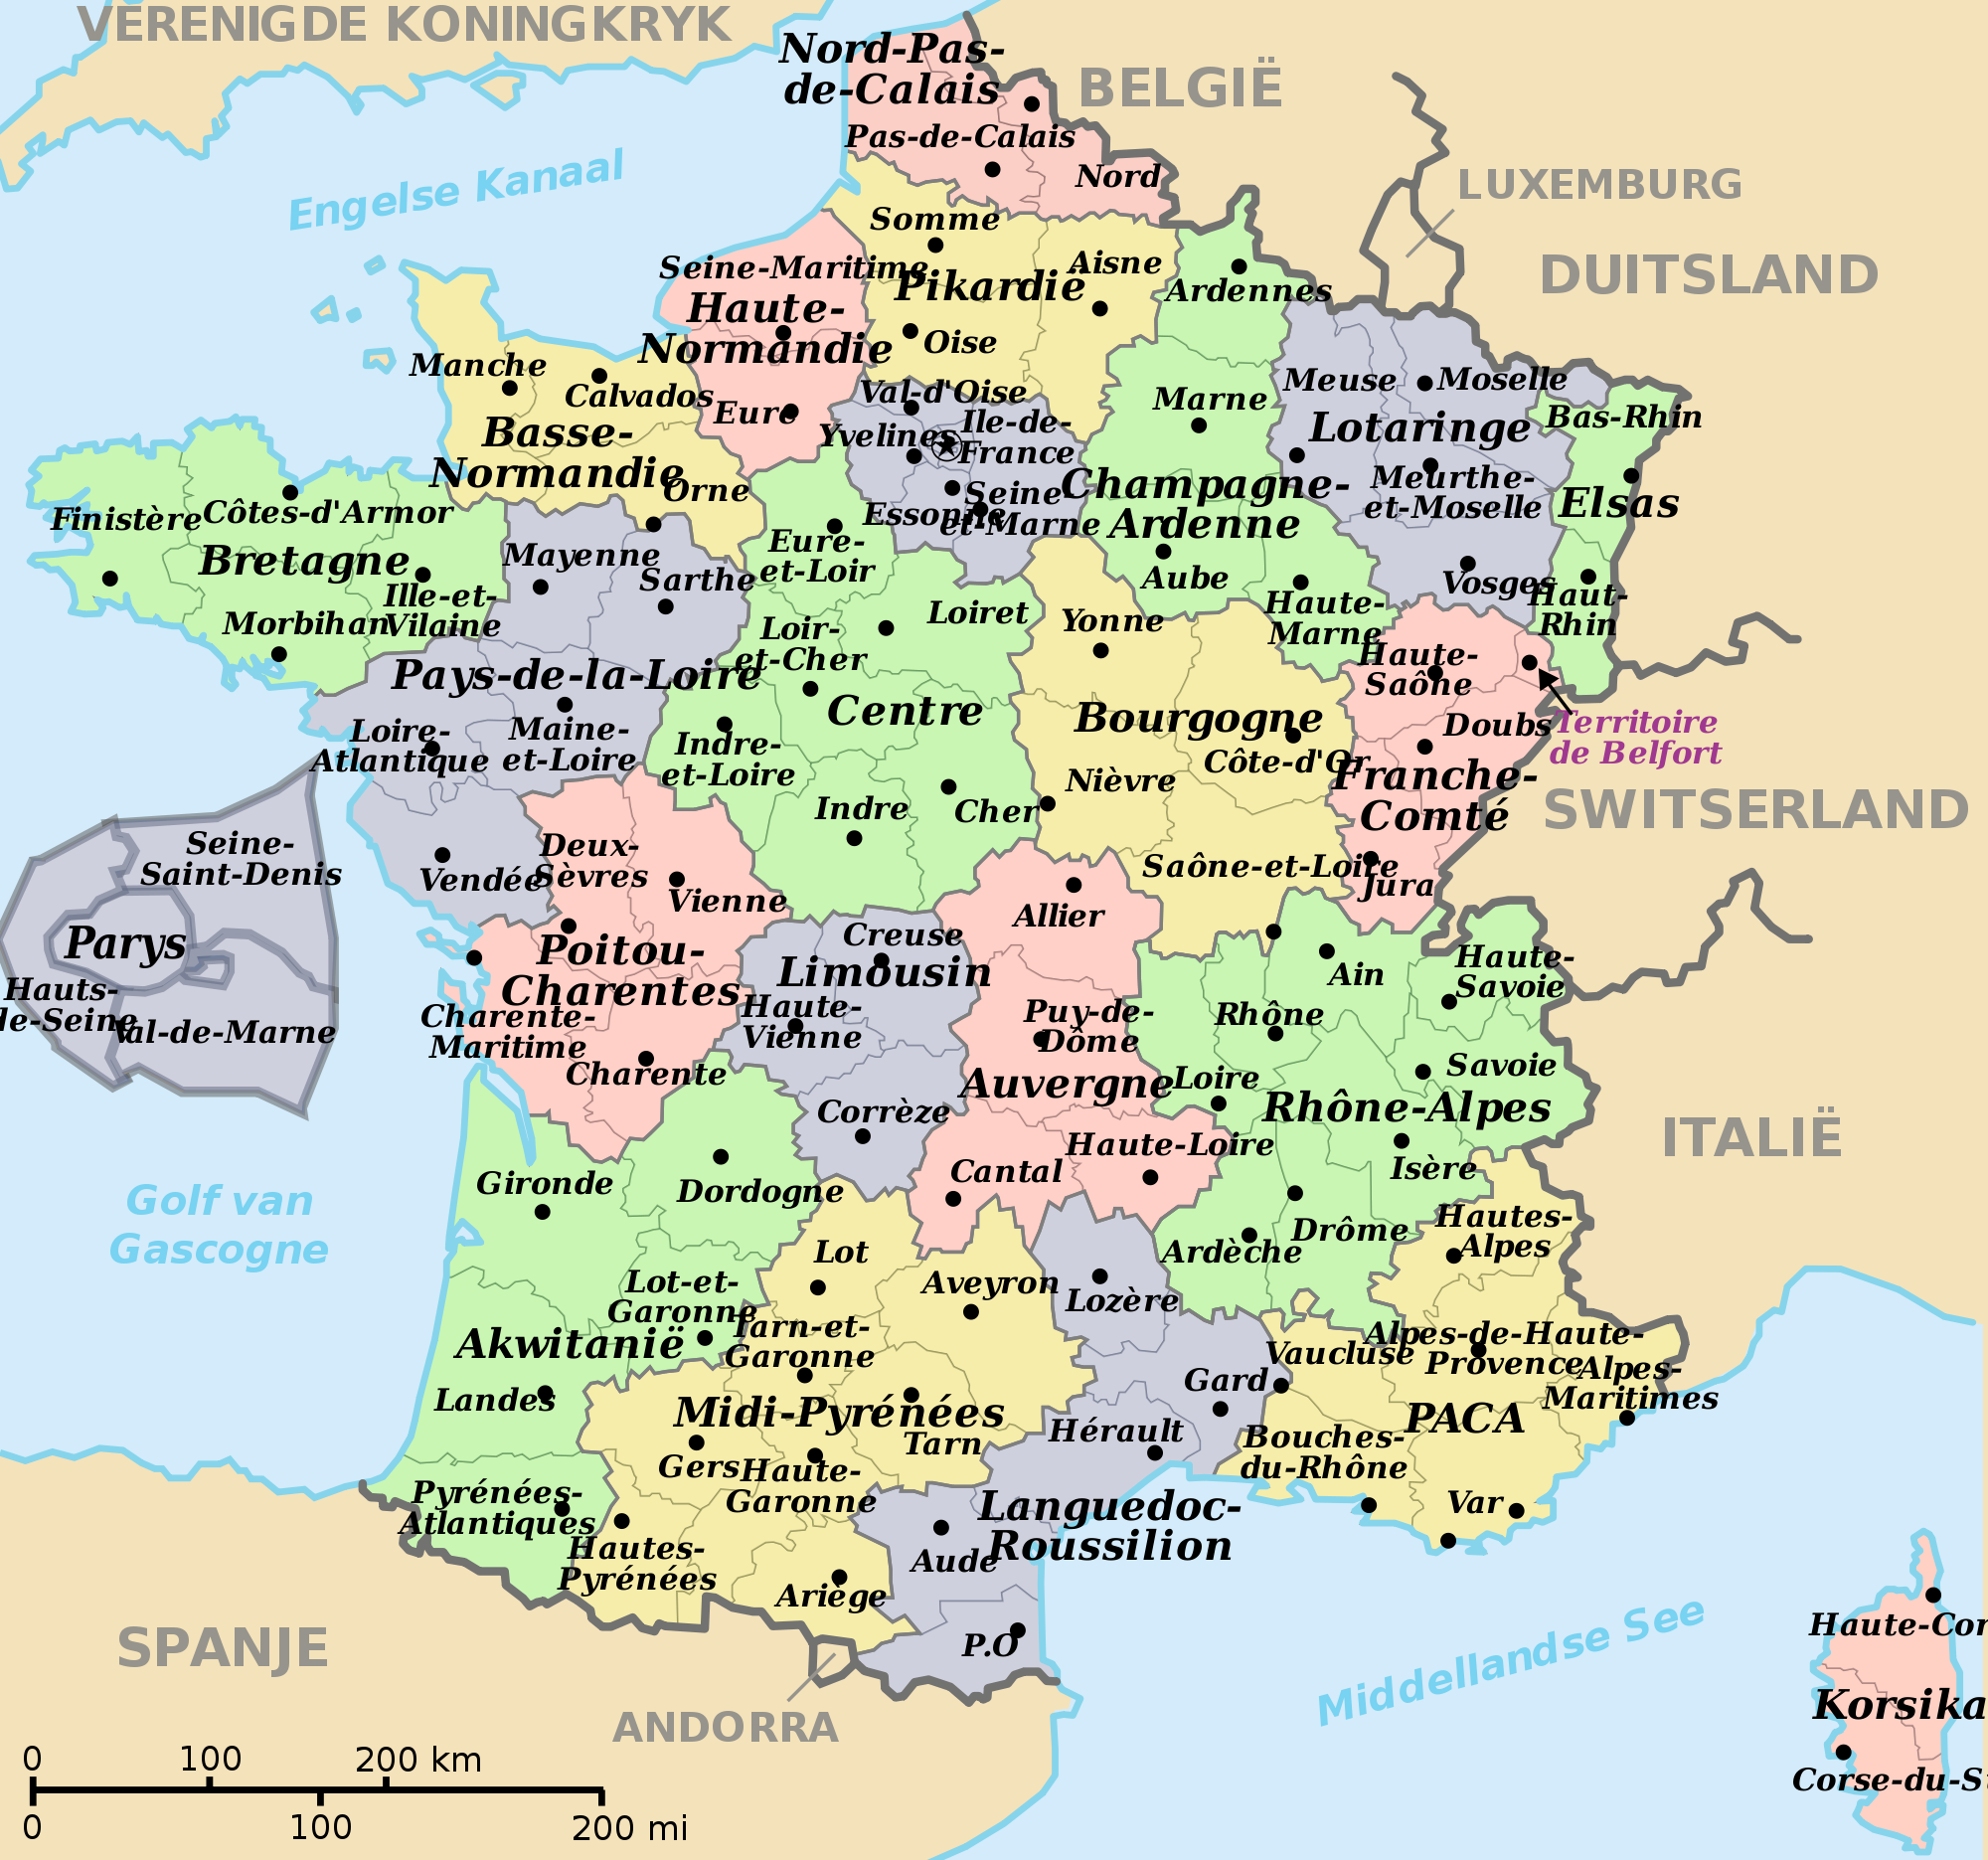 VERENIGDE KONINGKRYK
BELGIË
LUXEMBURG
DUITSLAND
SWITSERLAND
ITALIË
SPANJE
ANDORRA
Engelse Kanaal
Golf van
Gascogne
Middellandse See
Nord-Pas-
de-Calais
Pas-de-Calais
Nord
Somme
Pikardië
Aisne
Oise
Seine-Maritime
Haute-
Normandie
Eure
Ardennes
Marne
Champagne-
Ardenne
Aube
Haute-
Marne
Meuse
Moselle
Lotaringe
Meurthe-
et-Moselle
Vosges
Bas-Rhin
Elsas
Haut-
Rhin
Manche
Calvados
Basse-
Normandie
Orne
Val-d'Oise
Yvelines
Ile-de-
France
Essonne
Seine-
et-Marne
Finistère
Côtes-d'Armor
Bretagne
Ille-et-
Vilaine
Morbihan
Mayenne
Sarthe
Pays-de-la-Loire
Loire-
Atlantique
Maine-
et-Loire
Vendée
Eure-
et-Loir
Loiret
Loir-
et-Cher
Centre
Indre-
et-Loire
Indre
Cher
Yonne
Bourgogne
Côte-d'Or
Nièvre
Saône-et-Loire
Haute-
Saône
Doubs
Territoire
de Belfort
Franche-
Comté
Jura
Seine-
Saint-Denis
Parys
Hauts-
de-Seine
Val-de-Marne
Deux-
Sèvres
Vienne
Poitou-
Charentes
Charente-
Maritime
Charente
Creuse
Limousin
Haute-
Vienne
Corrèze
Allier
Puy-de-
Dôme
Auvergne
Cantal
Haute-Loire
Ain
Haute-
Savoie
Rhône
Savoie
Loire
Rhône-Alpes
Isère
Drôme
Ardèche
Gironde
Dordogne
Lot-et-
Garonne
Akwitanië
Landes
Pyrénées-
Atlantiques
Lot
Aveyron
Tarn-et-
Garonne
Midi-Pyrénées
Tarn
Gers
Haute-
Garonne
Hautes-
Pyrénées
Ariège
Lozère
Gard
Hérault
Languedoc-
Roussilion
Aude
P.O
Hautes-
Alpes
Vaucluse
Alpes-de-Haute-
Provence
Alpes-
Maritimes
PACA
Bouches-
du-Rhône
Var
Haute-Cor
Korsika
Corse-du-S
0 100 200 km
0 100 200 mi